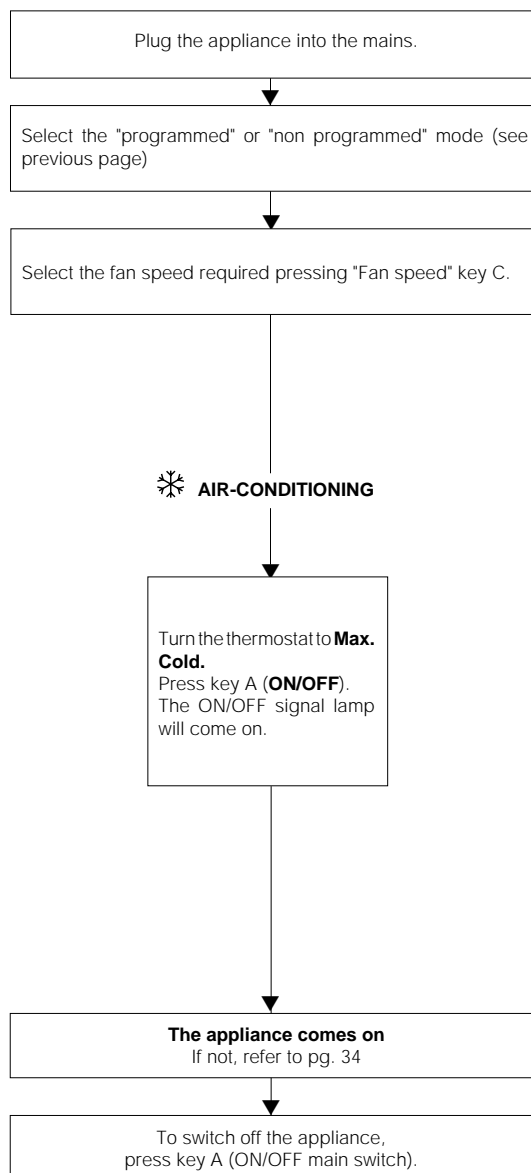 Plug the appliance into the mains.
Select the "programmed" or "non programmed" mode (see
previous page)
Select the fan speed required pressing "Fan speed" key C.
AIR-CONDITIONING
Turn the thermostat to Max.
Cold.
Press key A (ON/OFF).
The ON/OFF signal lamp
will come on.
The appliance comes on
If not, refer to pg. 34
To switch off the appliance,
press key A (ON/OFF main switch).